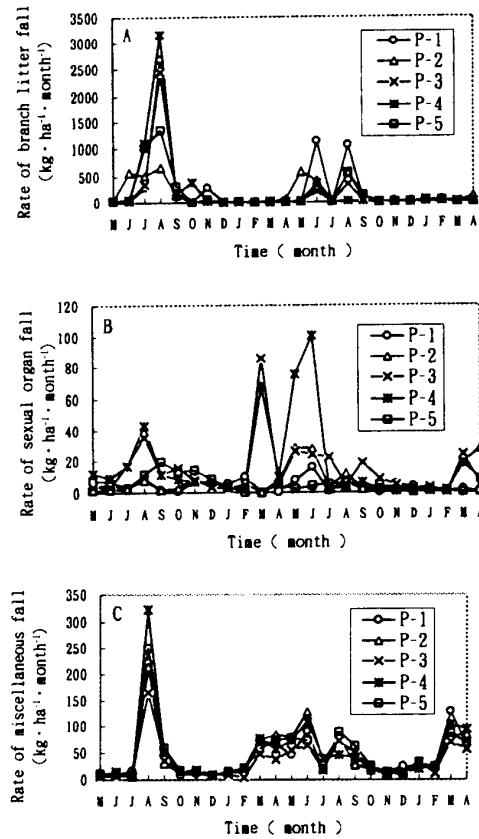 A
Rate of branch litter fall
(kg·ha⁻¹·month⁻¹)
3500
3000
2500
2000
1500
1000
500
0
P-1
P-2
P-3
P-4
P-5
M J J A S O N D J F M A M J J A S O N D J F M A
Time ( month )
B
Rate of sexual organ fall
(kg·ha⁻¹·month⁻¹)
120
100
80
60
40
20
0
P-1
P-2
P-3
P-4
P-5
M J J A S O N D J F M A M J J A S O N D J F M A
Time ( month )
C
Rate of miscellaneous fall
(kg·ha⁻¹·month⁻¹)
350
300
250
200
150
100
50
0
P-1
P-2
P-3
P-4
P-5
M J J A S O N D J F M A M J J A S O N D J F M A
Time ( month )